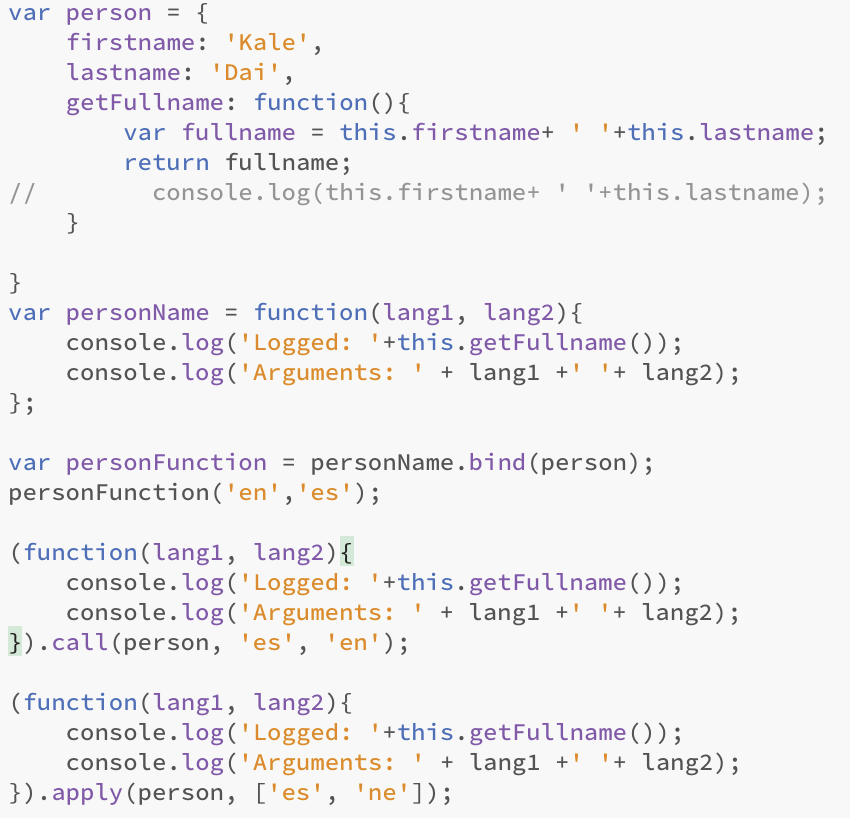 var person = {
    firstname: 'Kale',
    lastname: 'Dai',
    getFullname: function(){
        var fullname = this.firstname+ ' '+this.lastname;
        return fullname;
//        console.log(this.firstname+ ' '+this.lastname);
    }

}
var personName = function(lang1, lang2){
    console.log('Logged: '+this.getFullname());
    console.log('Arguments: ' + lang1 +' '+ lang2);
};

var personFunction = personName.bind(person);
personFunction('en','es');

(function(lang1, lang2){
    console.log('Logged: '+this.getFullname());
    console.log('Arguments: ' + lang1 +' '+ lang2);
}).call(person, 'es', 'en');

(function(lang1, lang2){
    console.log('Logged: '+this.getFullname());
    console.log('Arguments: ' + lang1 +' '+ lang2);
}).apply(person, ['es', 'ne']);